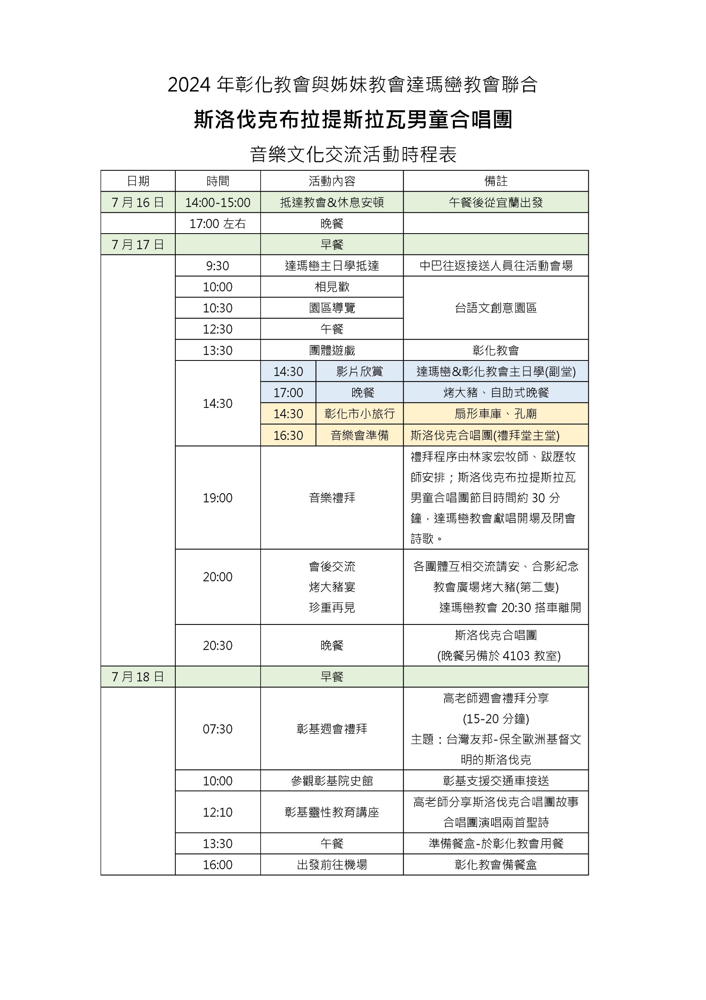 2024 年彰化教會與姊妹教會達瑪巒教會聯合
斯洛伐克布拉提斯拉瓦男童合唱團
音樂文化交流活動時程表
日期 時間 活動內容 備註
7 月 16 日 14:00-15:00 抵達教會&休息安頓 午餐後從宜蘭出發
17:00 左右 晚餐
7 月 17 日 早餐
9:30 達瑪巒主日學抵達 中巴往返接送人員往活動會場
10:00 相見歡
10:30 園區導覽 台語文創意園區
12:30 午餐
13:30 團體遊戲 彰化教會
14:30
14:30 影片欣賞 達瑪巒&彰化教會主日學(副堂)
17:00 晚餐 烤大豬、自助式晚餐
14:30 彰化市小旅行 扇形車庫、孔廟
16:30 音樂會準備 斯洛伐克合唱團(禮拜堂主堂)
19:00 音樂禮拜
禮拜程序由林家宏牧師、跋歷牧
師安排；斯洛伐克布拉提斯拉瓦
男童合唱團節目時間約 30 分
鐘，達瑪巒教會獻唱開場及閉會
詩歌。
20:00
會後交流 各團體互相交流請安、合影紀念
烤大豬宴 教會廣場烤大豬(第二隻)
珍重再見 達瑪巒教會 20:30 搭車離開
20:30 晚餐
斯洛伐克合唱團
(晚餐另備於 4103 教室)
7 月 18 日 早餐
07:30 彰基週會禮拜
高老師週會禮拜分享
(15-20 分鐘)
主題：台灣友邦-保全歐洲基督文
明的斯洛伐克
10:00 參觀彰基院史館 彰基支援交通車接送
12:10 彰基靈性教育講座
高老師分享斯洛伐克合唱團故事
合唱團演唱兩首聖詩
13:30 午餐 準備餐盒-於彰化教會用餐
16:00 出發前往機場 彰化教會備餐盒